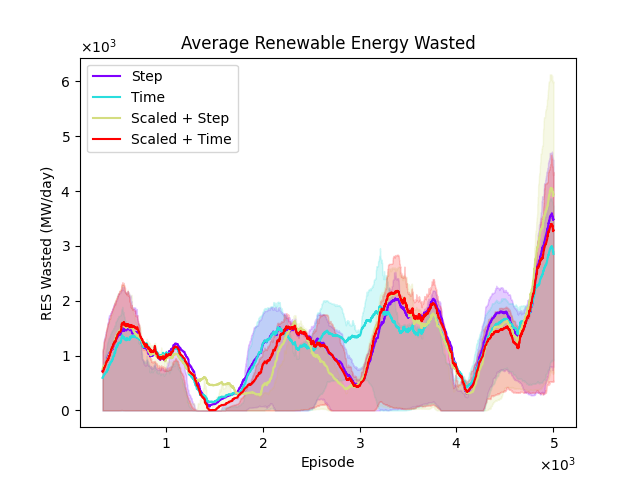 Average Renewable Energy Wasted
×10³
Step
Time
Scaled + Step
Scaled + Time
RES Wasted (MW/day)
6
5
4
3
2
1
0
1 2 3 4 5
Episode
×10³